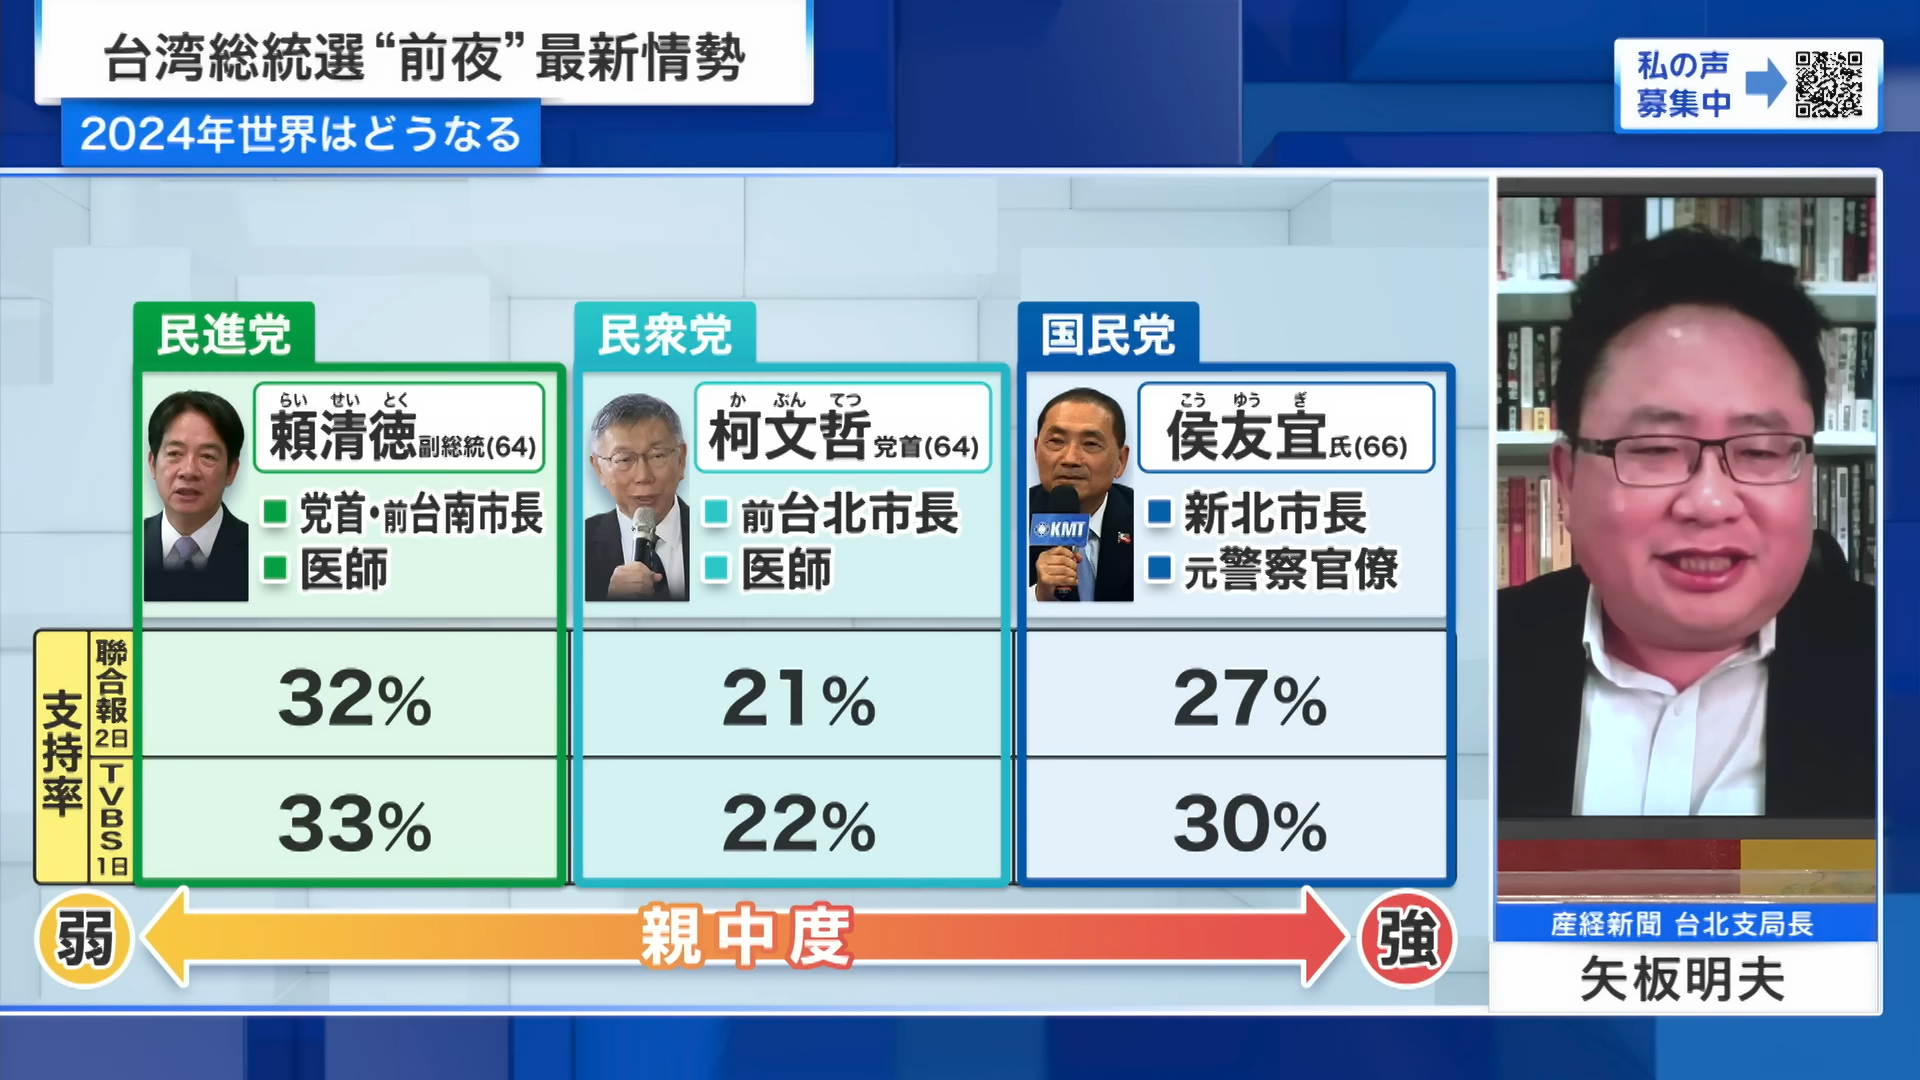 台湾総統選“前夜”最新情勢
2024年世界はどうなる
私の声
募集中
民進党
らい せい とく
頼清徳副総統(64)
党首・前台南市長
医師
民衆党
か ぶん てつ
柯文哲党首(64)
前台北市長
医師
国民党
こう ゆう ぎ
侯友宜氏(66)
新北市長
元警察官僚
KMT
支持率
聯合報2日
32%
21%
27%
TVBS1日
33%
22%
30%
弱
親中度
強
産経新聞 台北支局長
矢板明夫